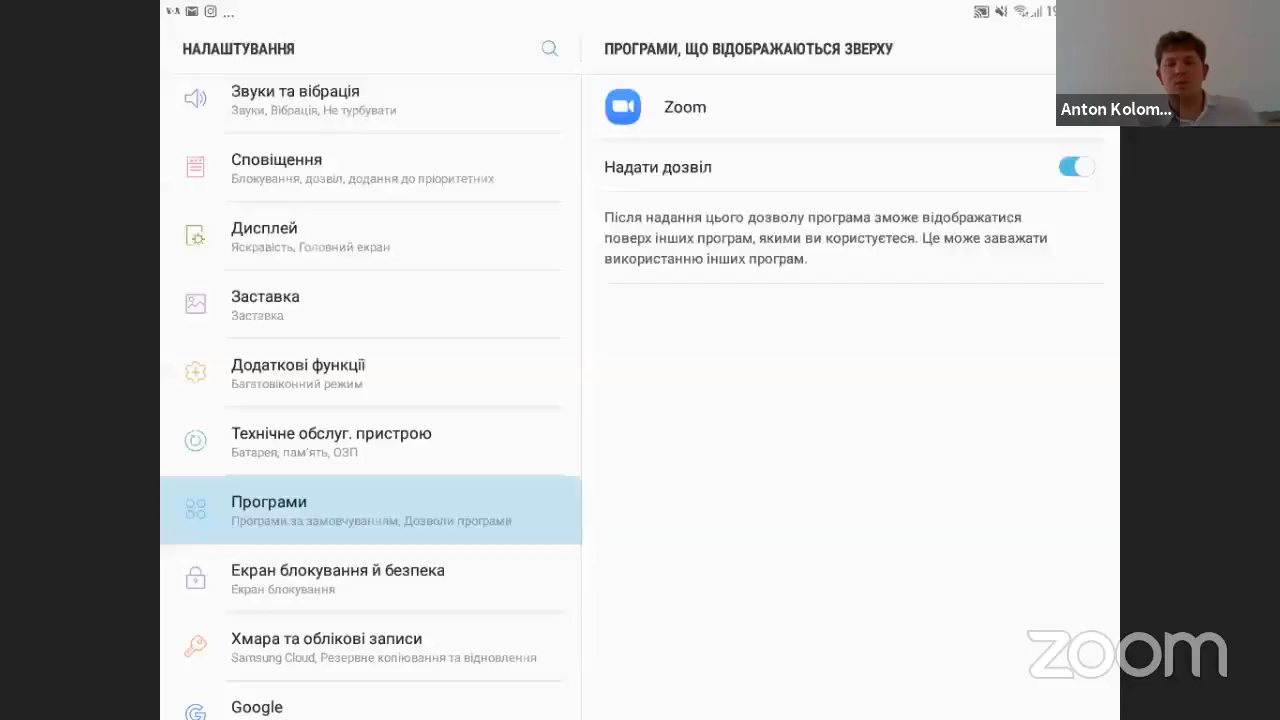 НАЛАШТУВАННЯ
Звуки та вібрація
Звуки, Вібрація, Не турбувати
Сповіщення
Блокування, дозвіл, додання до пріоритетних
Дисплей
Яскравість, Головний екран
Заставка
Заставка
Додаткові функції
Багатовіконний режим
Технічне обслуг. пристрою
Батарея, пам'ять, ОЗП
Програми
Програми за замовчуванням, Дозволи програми
Екран блокування й безпека
Екран блокування
Хмара та облікові записи
Samsung Cloud, Резервне копіювання та відновлення
Google
ПРОГРАМИ, ЩО ВІДОБРАЖАЮТЬСЯ ЗВЕРХУ
Zoom
Надати дозвіл
Після надання цього дозволу програма зможе відображатися
поверх інших програм, якими ви користуєтеся. Це може заважати
використанню інших програм.
Anton Kolom...
zoom